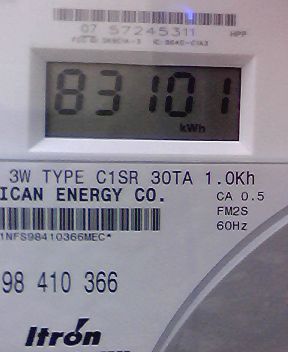 07 57245311 HPP
83101
kWh
3W TYPE C1SR 30TA 1.0Kh
ICAN ENERGY CO. CA 0.5
FM2S
1NFS98410366MEC* 60Hz
98 410 366
Itron